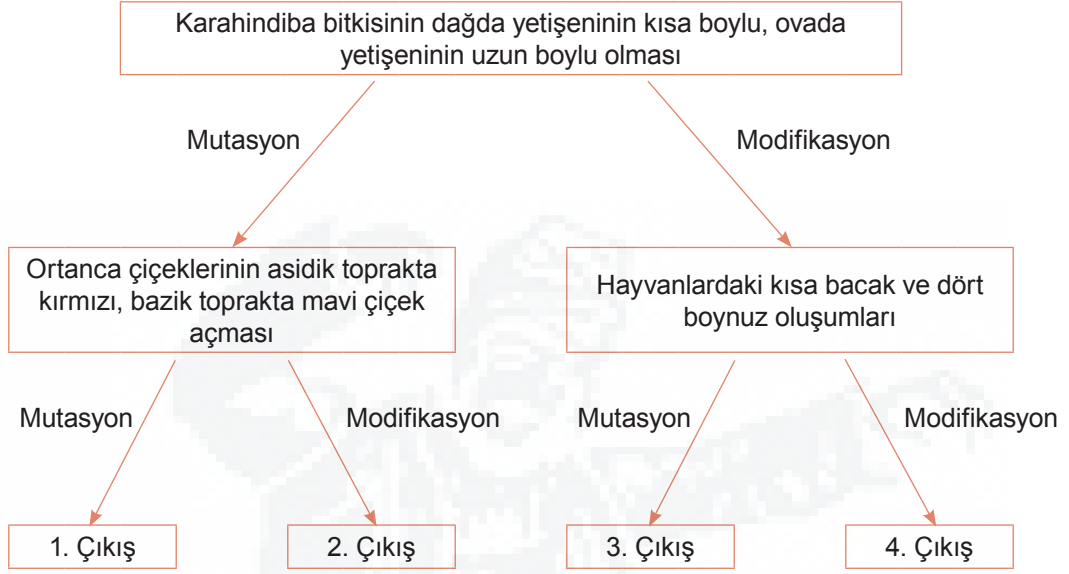 Karahindiba bitkisinin dağda yetişeninin kısa boylu, ovada
yetişeninin uzun boylu olması
Mutasyon
Modifikasyon
Ortanca çiçeklerinin asidik toprakta
kırmızı, bazik toprakta mavi çiçek
açması
Hayvanlardaki kısa bacak ve dört
boynuz oluşumları
Mutasyon
Modifikasyon
Mutasyon
Modifikasyon
1. Çıkış
2. Çıkış
3. Çıkış
4. Çıkış